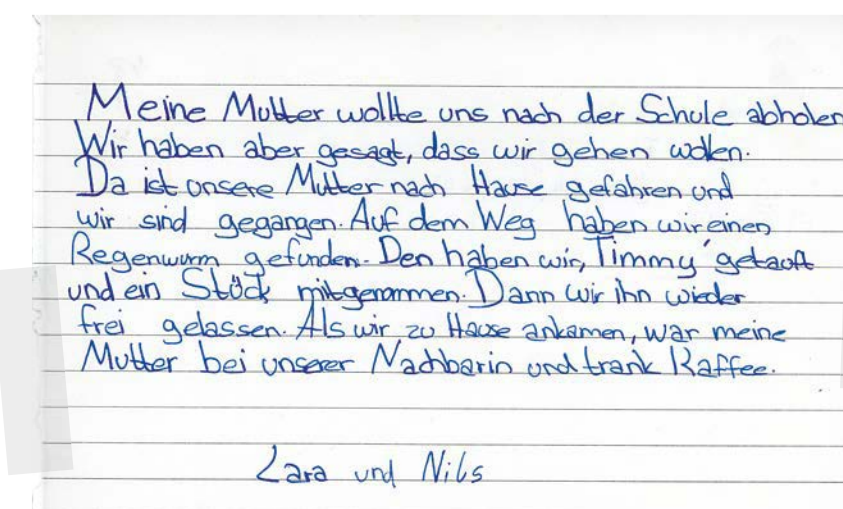 Meine Mutter wollte uns nach der Schule abholen
Wir haben aber gesagt, dass wir gehen wollen.
Da ist unsere Mutter nach Hause gefahren und
wir sind gegangen. Auf dem Weg haben wir einen
Regenwurm gefunden. Den haben wir, Timmy' getauft
und ein Stück mitgenommen. Dann wir ihn wieder
frei gelassen. Als wir zu Hause ankamen, war meine
Mutter bei unserer Nachbarin und trank Kaffee.
Lara und Nils